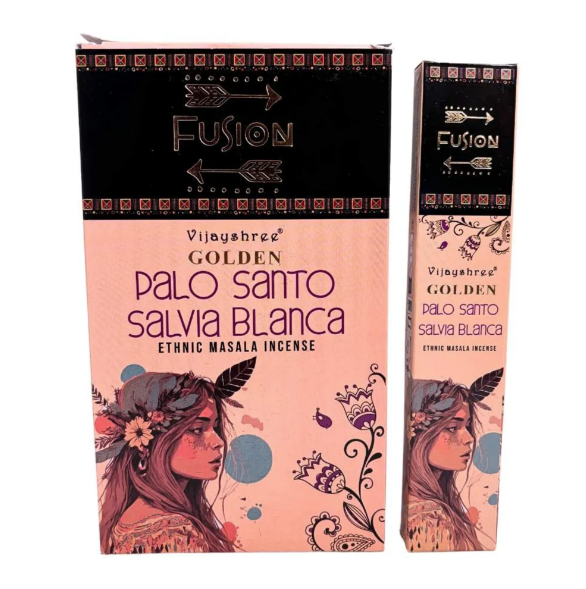 FUSION
Vijayshree®
GOLDEN
PALO SANTO
SALVIA BLANCA
ETHNIC MASALA INCENSE
FUSION
Vijayshree®
GOLDEN
PALO SANTO
SALVIA BLANCA
ETHNIC MASALA INCENSE